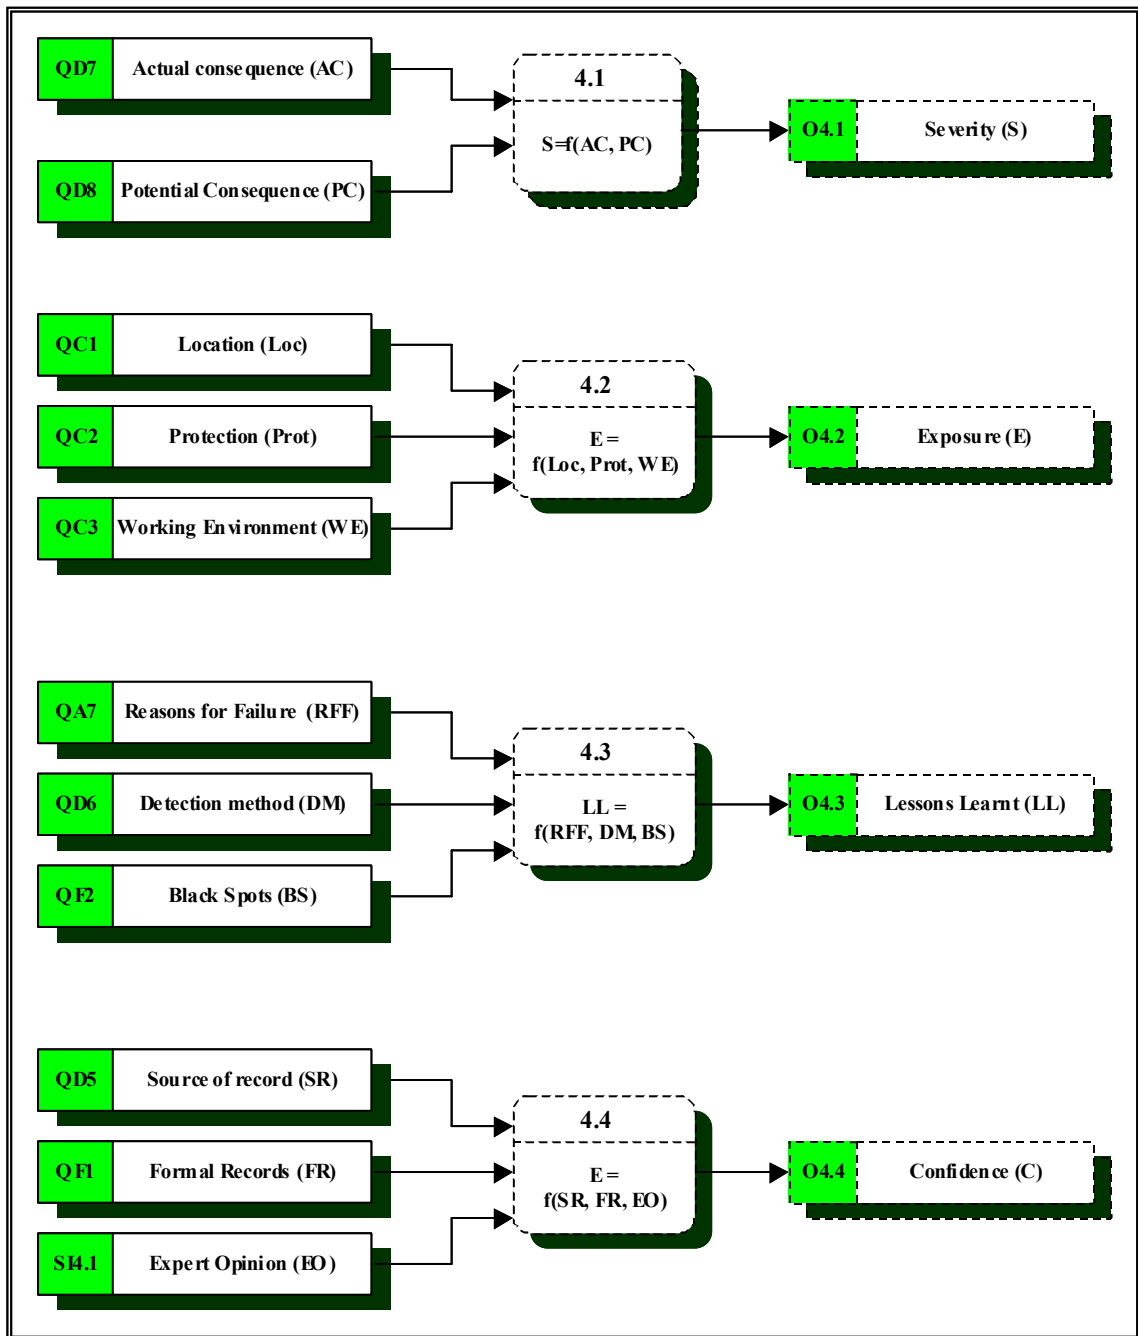 QD7 Actual consequence (AC)
QD8 Potential Consequence (PC)
4.1
S=f(AC, PC)
O4.1 Severity (S)
QC1 Location (Loc)
QC2 Protection (Prot)
QC3 Working Environment (WE)
4.2
E =
f(Loc, Prot, WE)
O4.2 Exposure (E)
QA7 Reasons for Failure (RFF)
QD6 Detection method (DM)
QF2 Black Spots (BS)
4.3
LL =
f(RFF, DM, BS)
O4.3 Lessons Learnt (LL)
QD5 Source of record (SR)
QF1 Formal Records (FR)
SI4.1 Expert Opinion (EO)
4.4
E =
f(SR, FR, EO)
O4.4 Confidence (C)